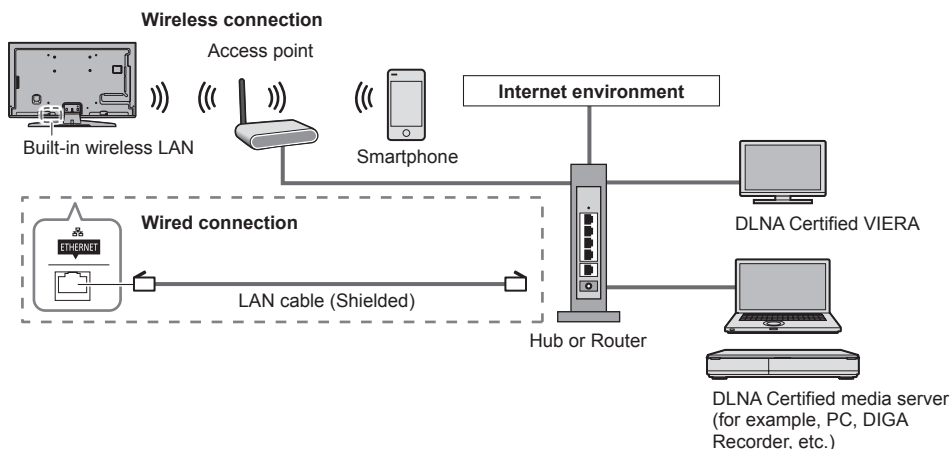 Wireless connection
Access point
Internet environment
Built-in wireless LAN
Smartphone
Wired connection
ETHERNET
LAN cable (Shielded)
DLNA Certified VIERA
Hub or Router
DLNA Certified media server
(for example, PC, DIGA
Recorder, etc.)